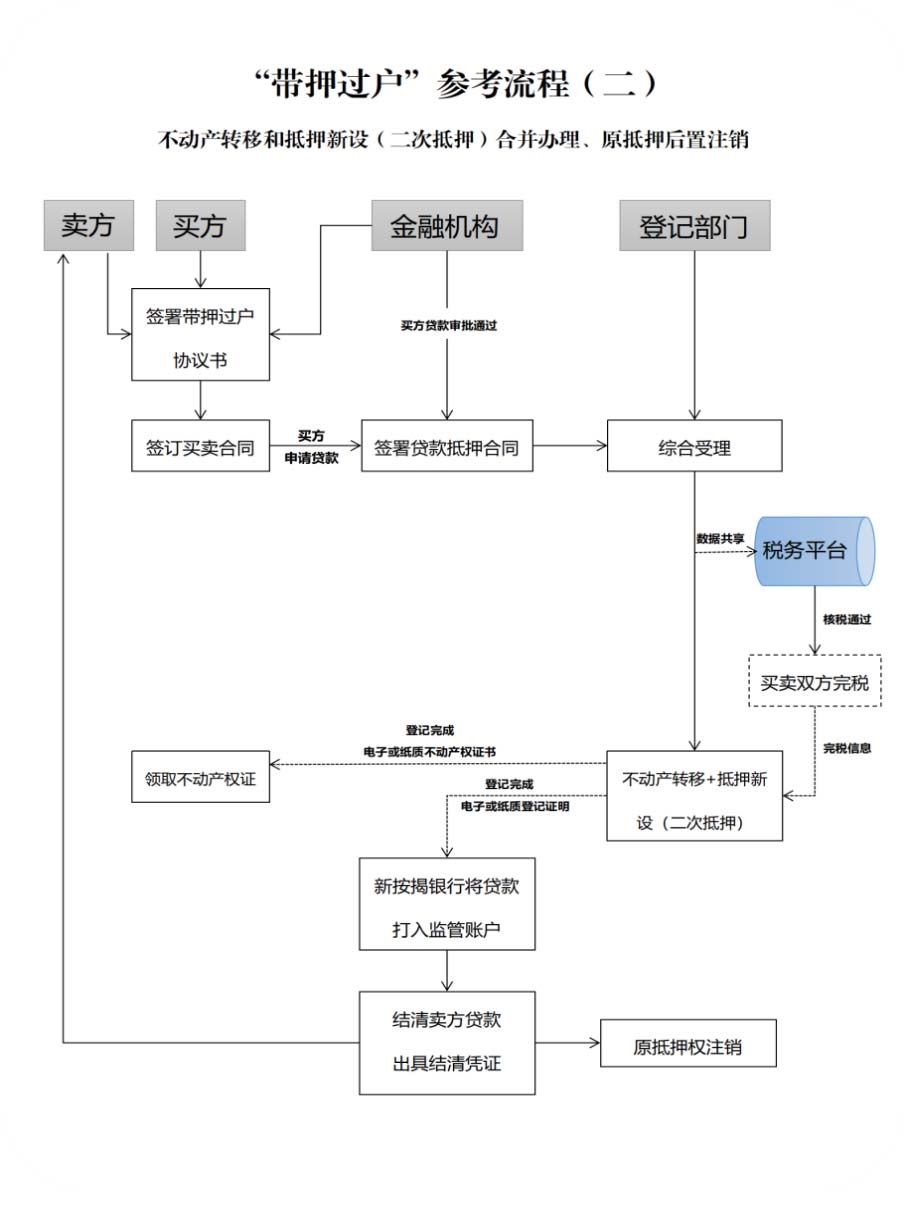 “带押过户”参考流程（二）
不动产转移和抵押新设（二次抵押）合并办理、原抵押后置注销
卖方
买方
金融机构
登记部门
签署带押过户
协议书
买方贷款审批通过
签订买卖合同
买方
申请贷款
签署贷款抵押合同
综合受理
数据共享
税务平台
核税通过
买卖双方完税
完税信息
登记完成
电子或纸质不动产权证书
领取不动产权证
不动产转移+抵押新
设（二次抵押）
登记完成
电子或纸质登记证明
新按揭银行将贷款
打入监管账户
结清卖方贷款
出具结清凭证
原抵押权注销